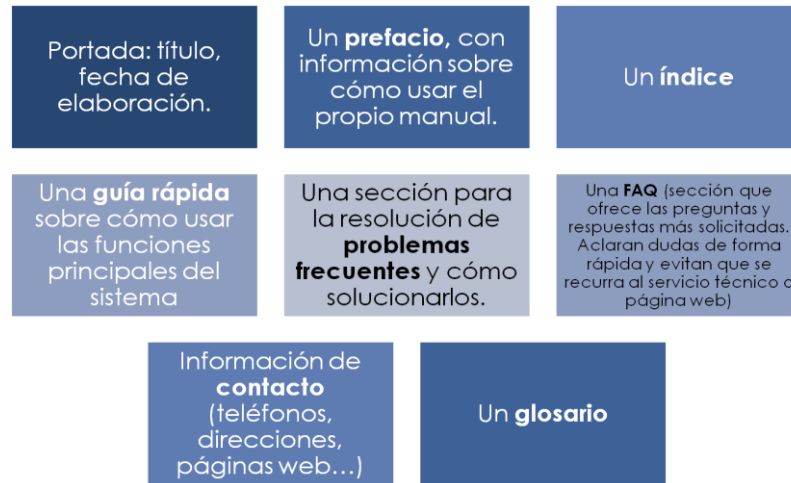 Portada: título,
fecha de
elaboración.
Un prefacio, con
información sobre
cómo usar el
propio manual.
Un índice
Una guía rápida
sobre cómo usar
las funciones
principales del
sistema
Una sección para
la resolución de
problemas
frecuentes y cómo
solucionarlos.
Una FAQ (sección que
ofrece las preguntas y
respuestas más solicitadas.
Aclaran dudas de forma
rápida y evitan que se
recurra al servicio técnico o
página web)
Información de
contacto
(teléfonos,
direcciones,
páginas web...)
Un glosario